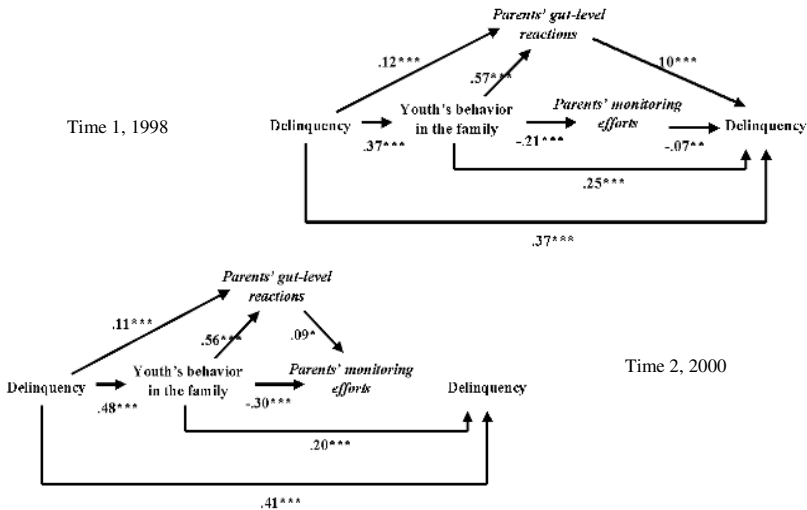 Parents' gut-level
reactions
.12***
.57***
.10***
Time 1, 1998
Delinquency
Youth's behavior
in the family
Parents' monitoring
efforts
Delinquency
.37***
-.21***
-.07**
.25***
.37***
Parents' gut-level
reactions
.11***
.56***
.09*
Time 2, 2000
Delinquency
Youth's behavior
in the family
Parents' monitoring
efforts
Delinquency
.48***
-.30***
.20***
.41***